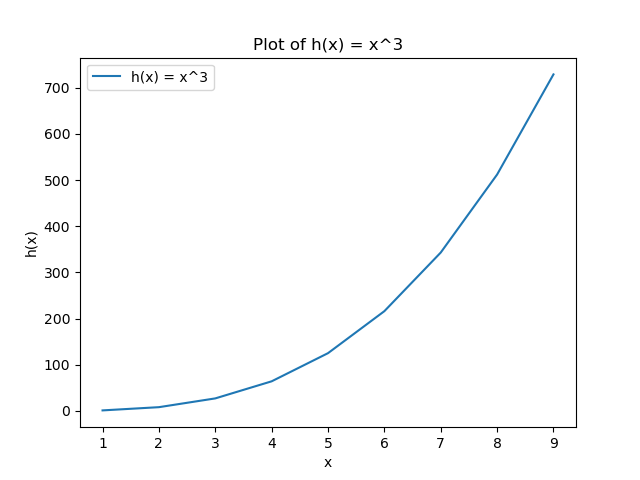 Plot of h(x) = x^3
h(x) = x^3
700
600
500
400
300
200
100
0
h(x)
1 2 3 4 5 6 7 8 9
x